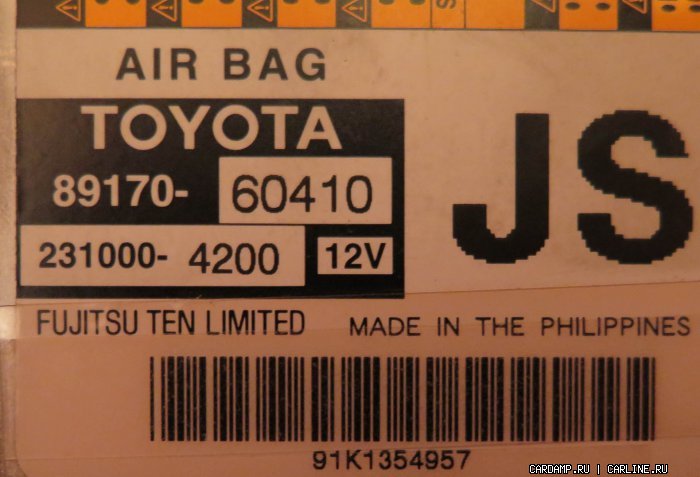 AIR BAG
TOYOTA
89170- 60410
231000- 4200 12V
JS
FUJITSU TEN LIMITED MADE IN THE PHILIPPINES
91K1354957
CARDAMP.RU | CARLINE.RU